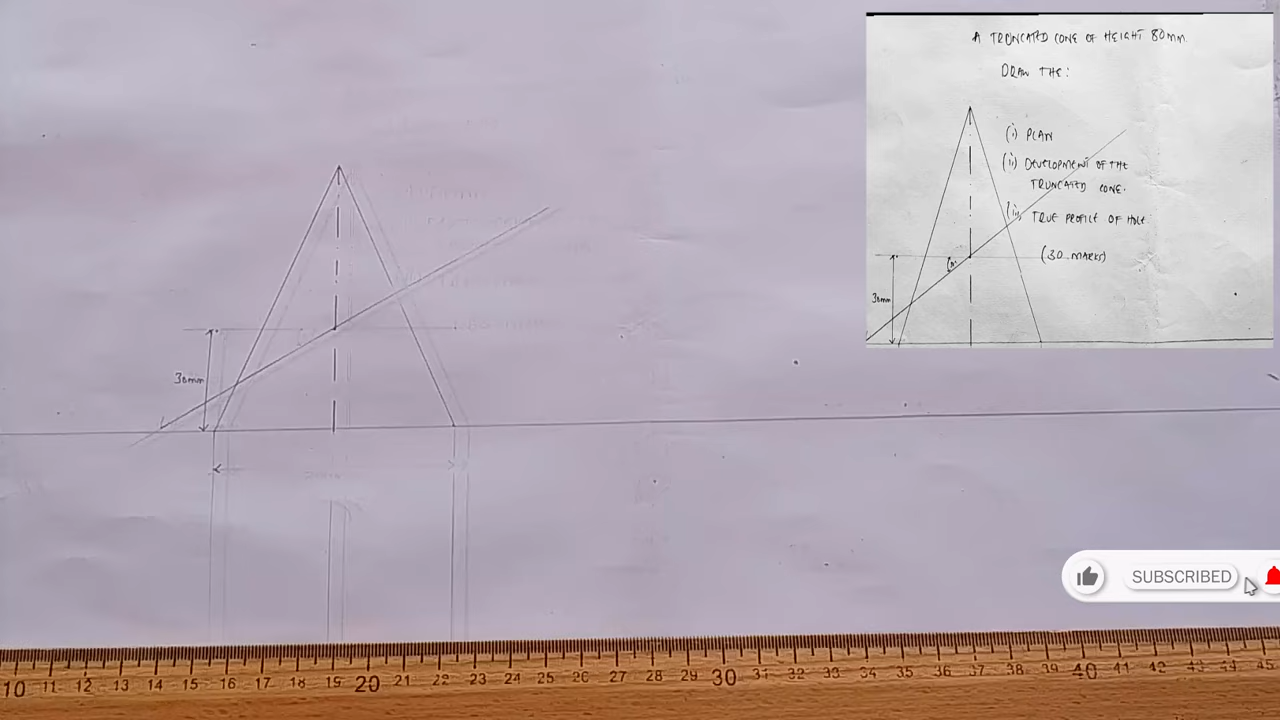 A TRUNCATED CONE OF HEIGHT 80MM.
DRAW THE:
(i) PLAN
(ii) DEVELOPMENT OF THE
TRUNCATED CONE.
TRUE PROFILE OF HOLE
(30 MARKS)
30mm
30mm
SUBSCRIBED
10 11 12 13 14 15 16 17 18 19 20 21 22 23 24 25 26 27 28 29 30 31 32 33 34 35 36 37 38 39 40 41 42 43 44 45